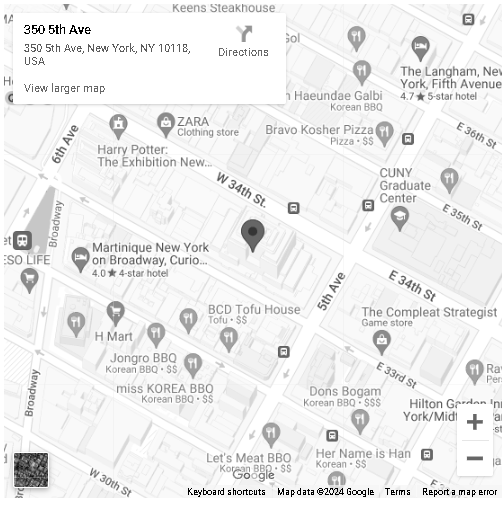 Keens Steakhouse
350 5th Ave
350 5th Ave, New York, NY 10118,
USA
Directions
View larger map
The Langham, New
York, Fifth Avenue
4.7★ 5-star hotel
n Haeundae Galbi
Korean BBQ
ZARA
Clothing store
Bravo Kosher Pizza
Pizza • $$
E 36th St
6th Ave
Harry Potter:
The Exhibition New...
W 34th St.
CUNY
Graduate
Center
E 35th St
Broadway
ESO LIFE
Martinique New York
on Broadway, Curio...
4.0★ 4-star hotel
5th Ave
E 34th St
BCD Tofu House
Tofu • $$
The Compleat Strategist
Game store
H Mart
Jongro BBQ
Korean BBQ • $$
E 33rd St
Broadway
miss KOREA BBQ
Korean BBQ • $$
Dons Bogam
Korean BBQ • $$$
Hilton Garden Inn
York/Midt
Let's Meat BBQ
Korean BBQ • $$
Her Name is Han
Korean • $$
W 30th St
Google
Keyboard shortcuts
Map data ©2024 Google
Terms
Report a map error